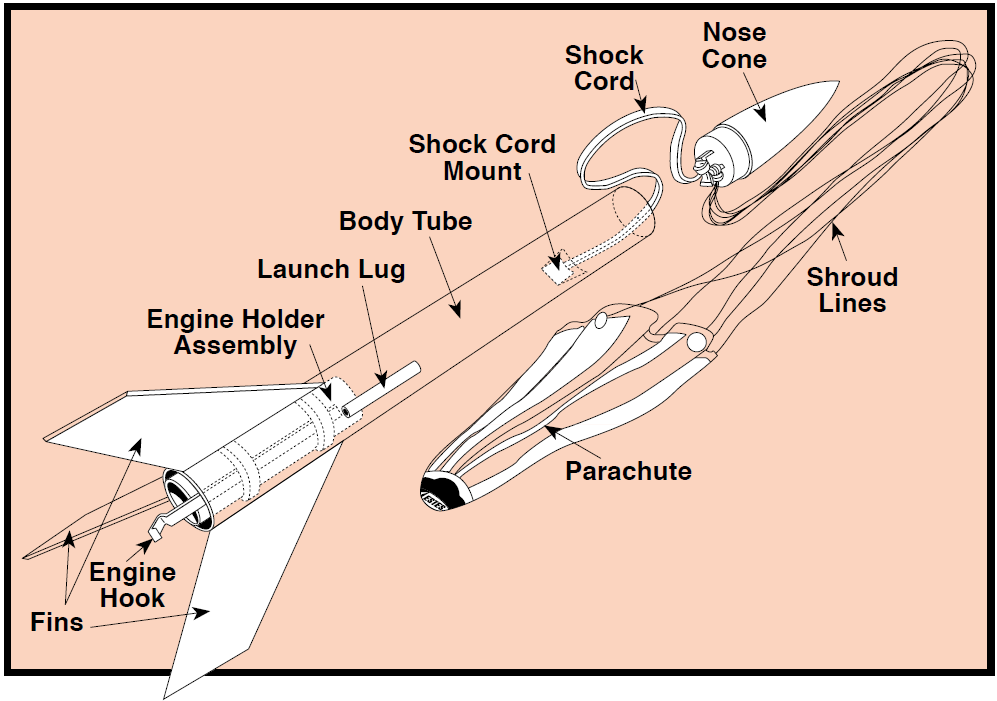 Nose
Cone
Shock
Cord
Shock Cord
Mount
Body Tube
Launch Lug
Engine Holder
Assembly
Shroud
Lines
Parachute
ESTES
Engine
Hook
Fins